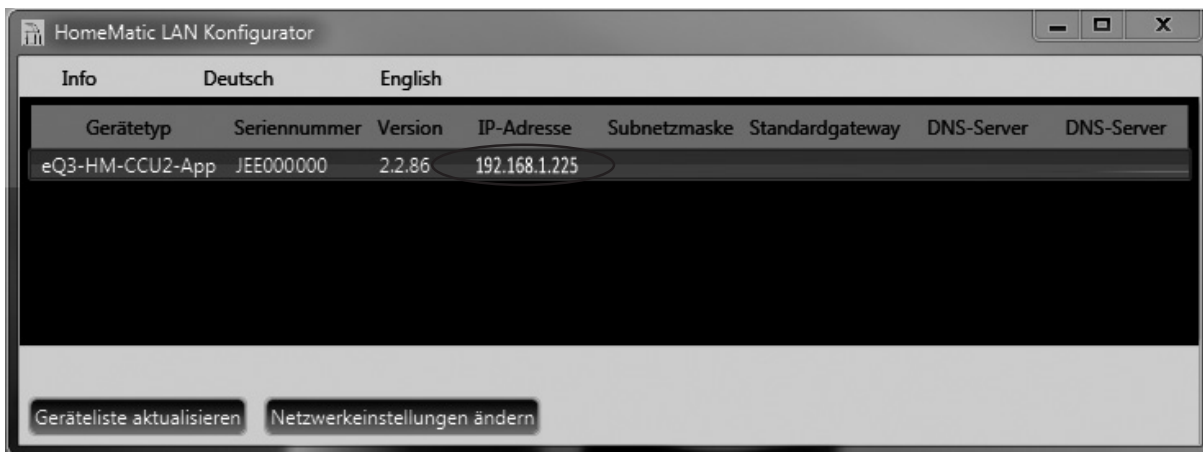 HomeMatic LAN Konfigurator
Info Deutsch English
Gerätetyp Seriennummer Version IP-Adresse Subnetzmaske Standardgateway DNS-Server DNS-Server
eQ3-HM-CCU2-App JEE000000 2.2.86 192.168.1.225
Geräteliste aktualisieren Netzwerkeinstellungen ändern